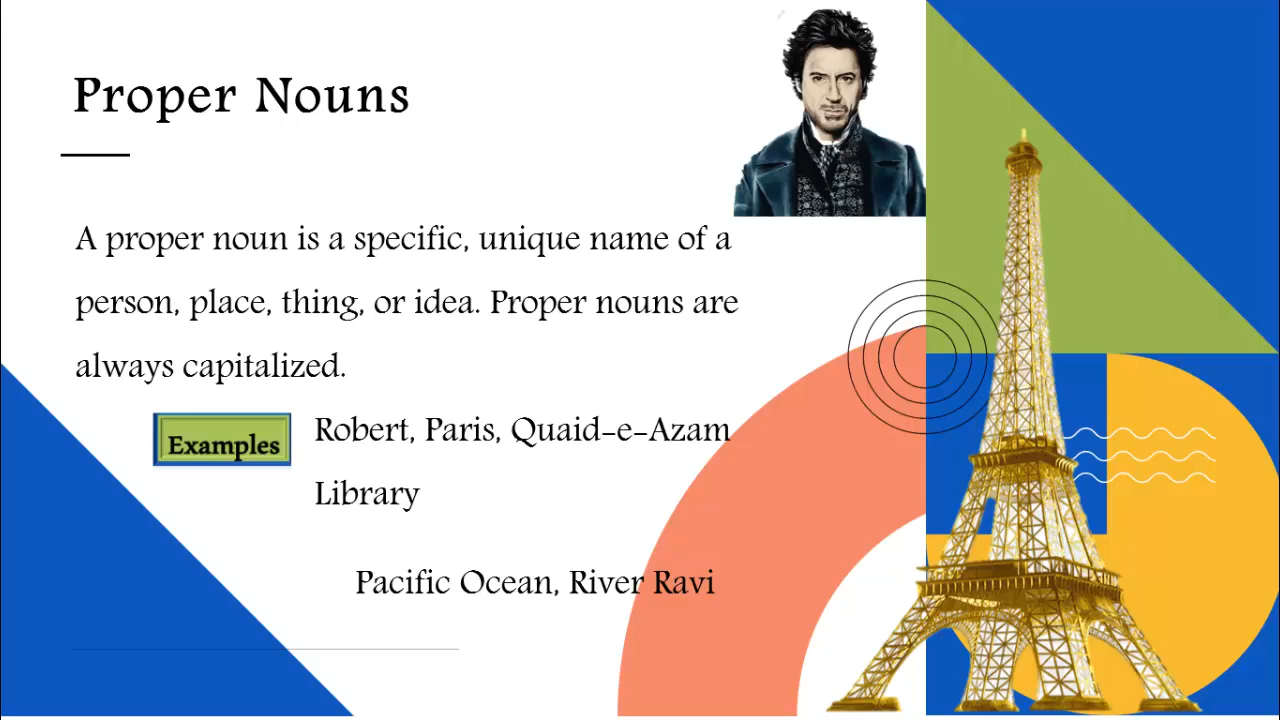 Proper Nouns
A proper noun is a specific, unique name of a
person, place, thing, or idea. Proper nouns are
always capitalized.
Examples
Robert, Paris, Quaid-e-Azam
Library
Pacific Ocean, River Ravi